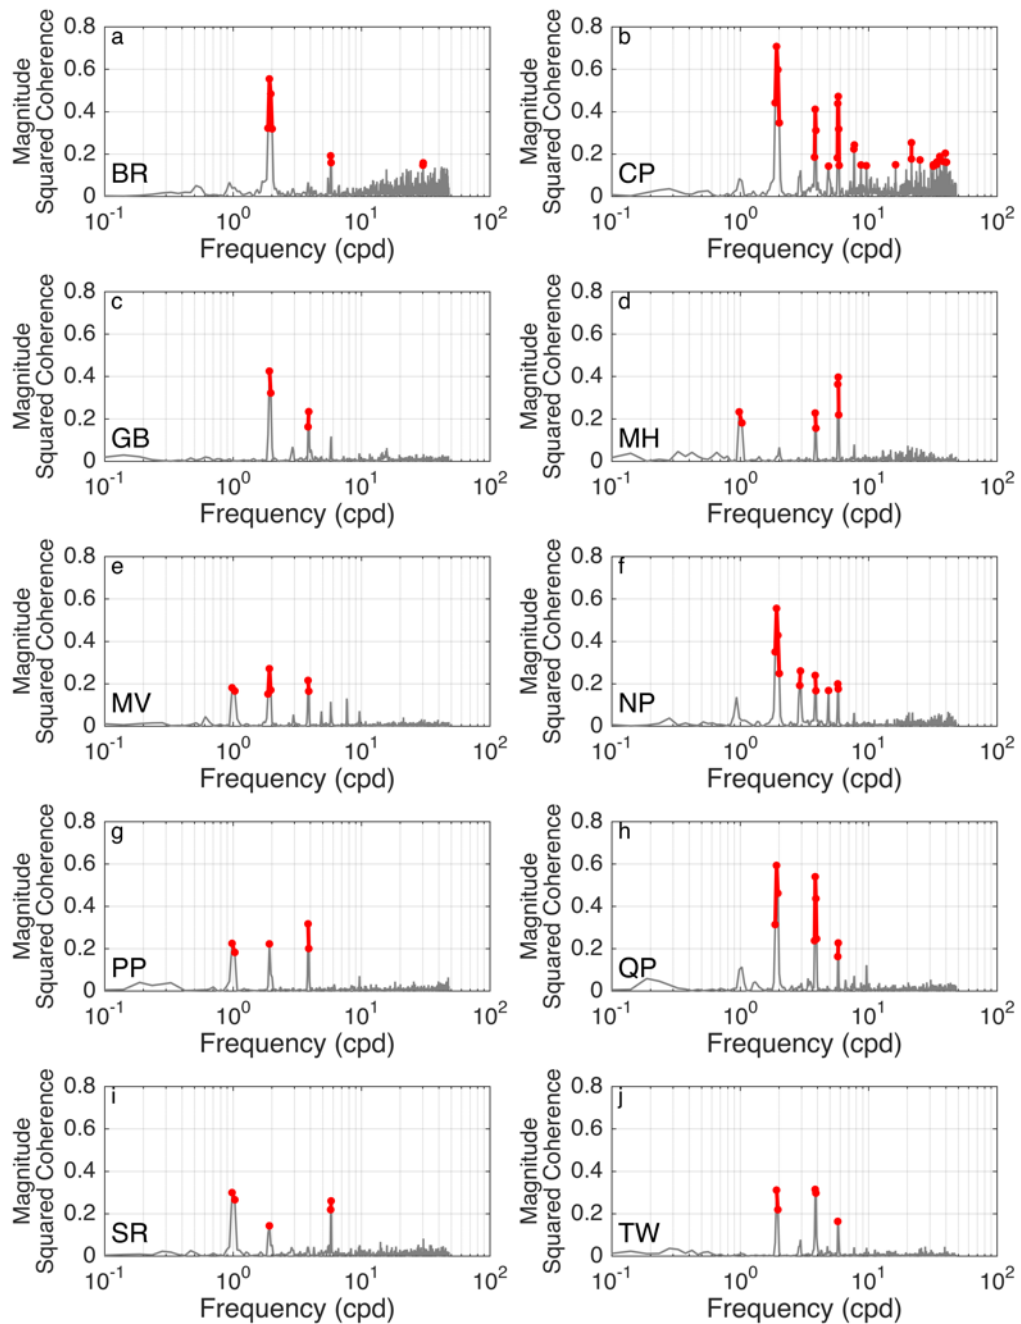 a
Magnitude
Squared Coherence
0.8
0.6
0.4
0.2
0
BR
10^-1 10^0 10^1 10^2
Frequency (cpd)
b
Magnitude
Squared Coherence
0.8
0.6
0.4
0.2
0
CP
10^-1 10^0 10^1 10^2
Frequency (cpd)
c
Magnitude
Squared Coherence
0.8
0.6
0.4
0.2
0
GB
10^-1 10^0 10^1 10^2
Frequency (cpd)
d
Magnitude
Squared Coherence
0.8
0.6
0.4
0.2
0
MH
10^-1 10^0 10^1 10^2
Frequency (cpd)
e
Magnitude
Squared Coherence
0.8
0.6
0.4
0.2
0
MV
10^-1 10^0 10^1 10^2
Frequency (cpd)
f
Magnitude
Squared Coherence
0.8
0.6
0.4
0.2
0
NP
10^-1 10^0 10^1 10^2
Frequency (cpd)
g
Magnitude
Squared Coherence
0.8
0.6
0.4
0.2
0
PP
10^-1 10^0 10^1 10^2
Frequency (cpd)
h
Magnitude
Squared Coherence
0.8
0.6
0.4
0.2
0
QP
10^-1 10^0 10^1 10^2
Frequency (cpd)
i
Magnitude
Squared Coherence
0.8
0.6
0.4
0.2
0
SR
10^-1 10^0 10^1 10^2
Frequency (cpd)
j
Magnitude
Squared Coherence
0.8
0.6
0.4
0.2
0
TW
10^-1 10^0 10^1 10^2
Frequency (cpd)